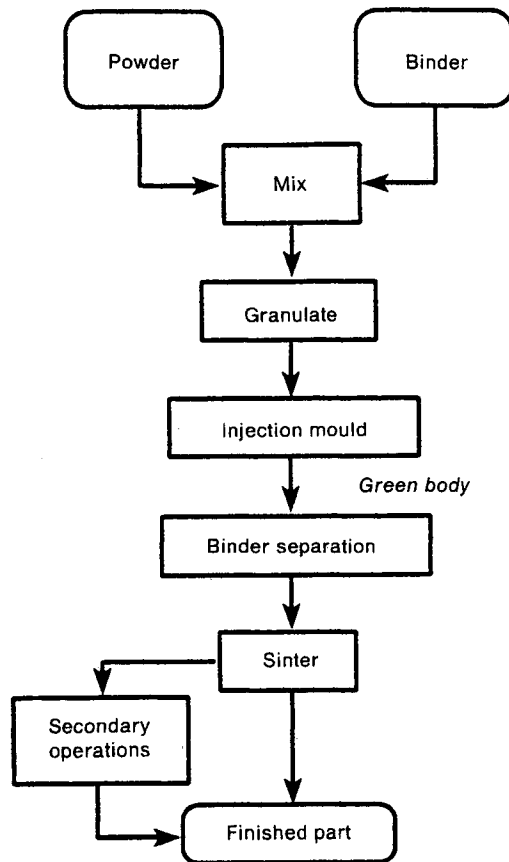 Powder
Binder
Mix
Granulate
Injection mould
Green body
Binder separation
Sinter
Secondary
operations
Finished part